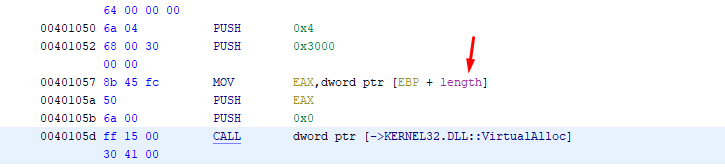 64 00 00 00
00401050 6a 04 PUSH 0x4
00401052 68 00 30 PUSH 0x3000
00 00
00401057 8b 45 fc MOV EAX,dword ptr [EBP + length]
0040105a 50 PUSH EAX
0040105b 6a 00 PUSH 0x0
0040105d ff 15 00 CALL dword ptr [->KERNEL32.DLL::VirtualAlloc]
30 41 00